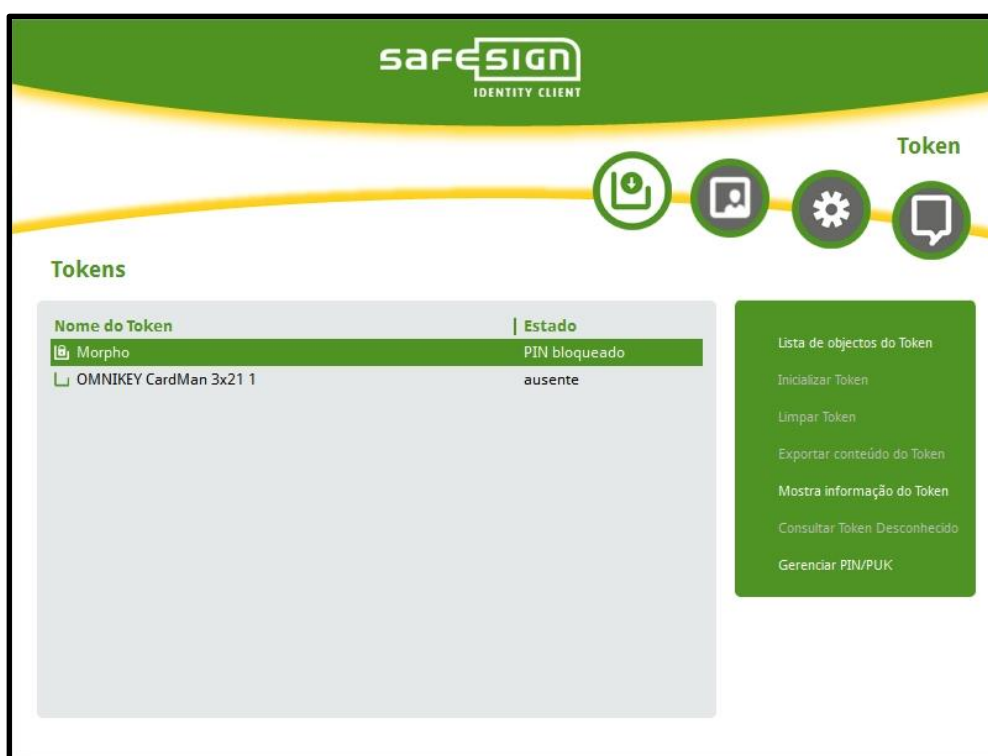 safesign
IDENTITY CLIENT
Token
Tokens
Nome do Token Estado
Morpho PIN bloqueado
OMNIKEY CardMan 3x21 1 ausente
Lista de objectos do Token
Inicializar Token
Limpar Token
Exportar conteúdo do Token
Mostra informação do Token
Consultar Token Desconhecido
Gerenciar PIN/PUK